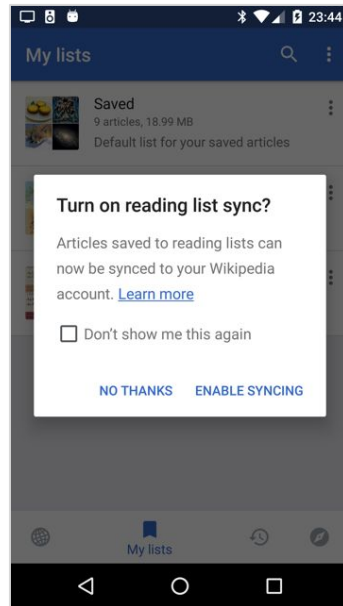 23:44
My lists
Saved
9 articles, 18.99 MB
Default list for your saved articles
Turn on reading list sync?
Articles saved to reading lists can
now be synced to your Wikipedia
account. Learn more
Don't show me this again
NO THANKS ENABLE SYNCING
My lists